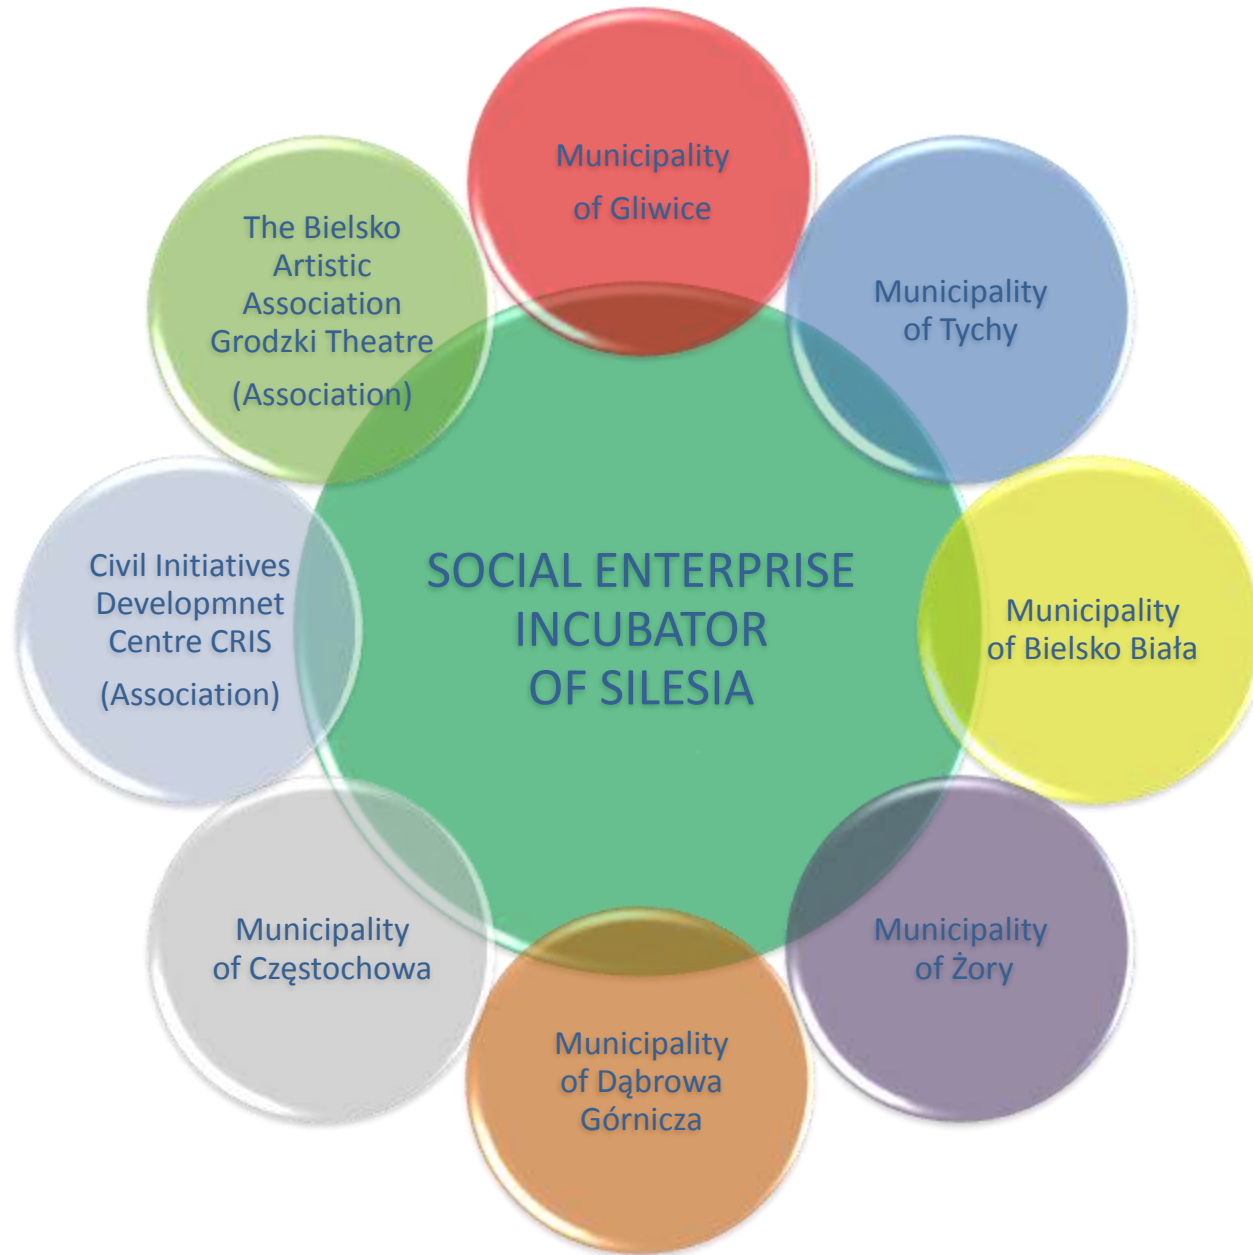 Municipality
of Gliwice
Municipality
of Tychy
Municipality
of Bielsko Biała
Municipality
of Żory
Municipality
of Dąbrowa
Górnicza
Municipality
of Częstochowa
Civil Initiatives
Developmnet
Centre CRIS
(Association)
The Bielsko
Artistic
Association
Grodzki Theatre
(Association)
SOCIAL ENTERPRISE
INCUBATOR
OF SILESIA